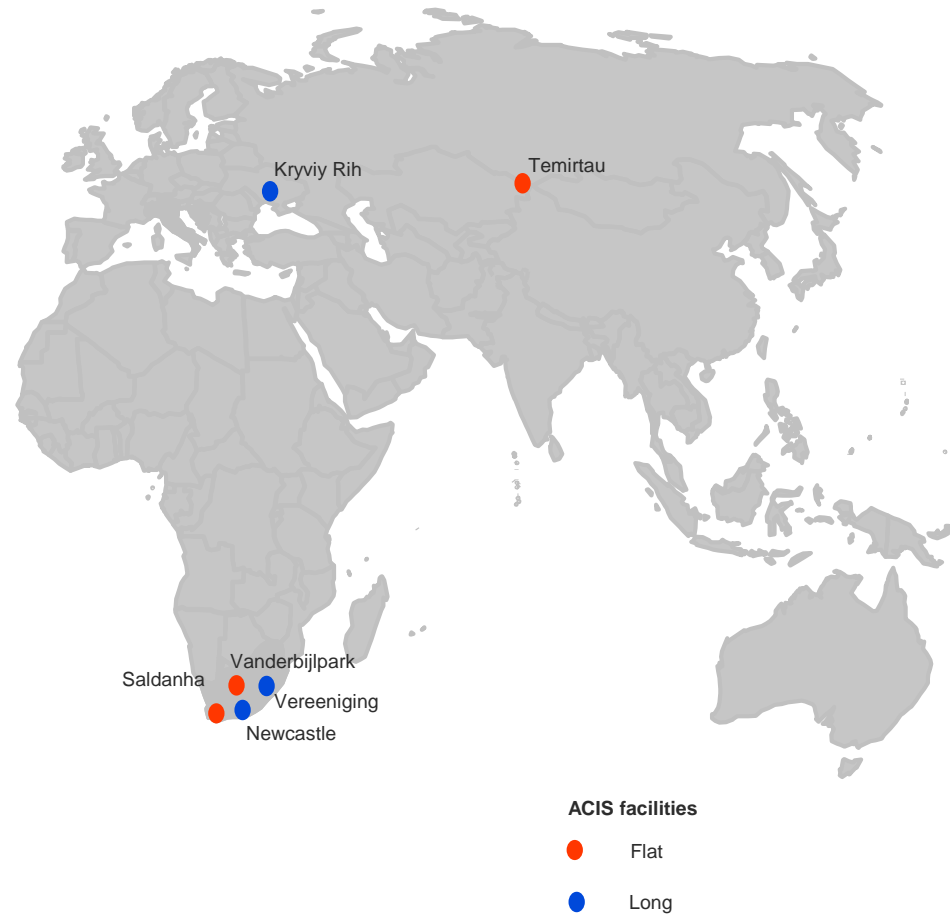 Temirtau
Kryviy Rih
Vanderbijlpark
Saldanha
Vereeniging
Newcastle
ACIS facilities
Flat
Long